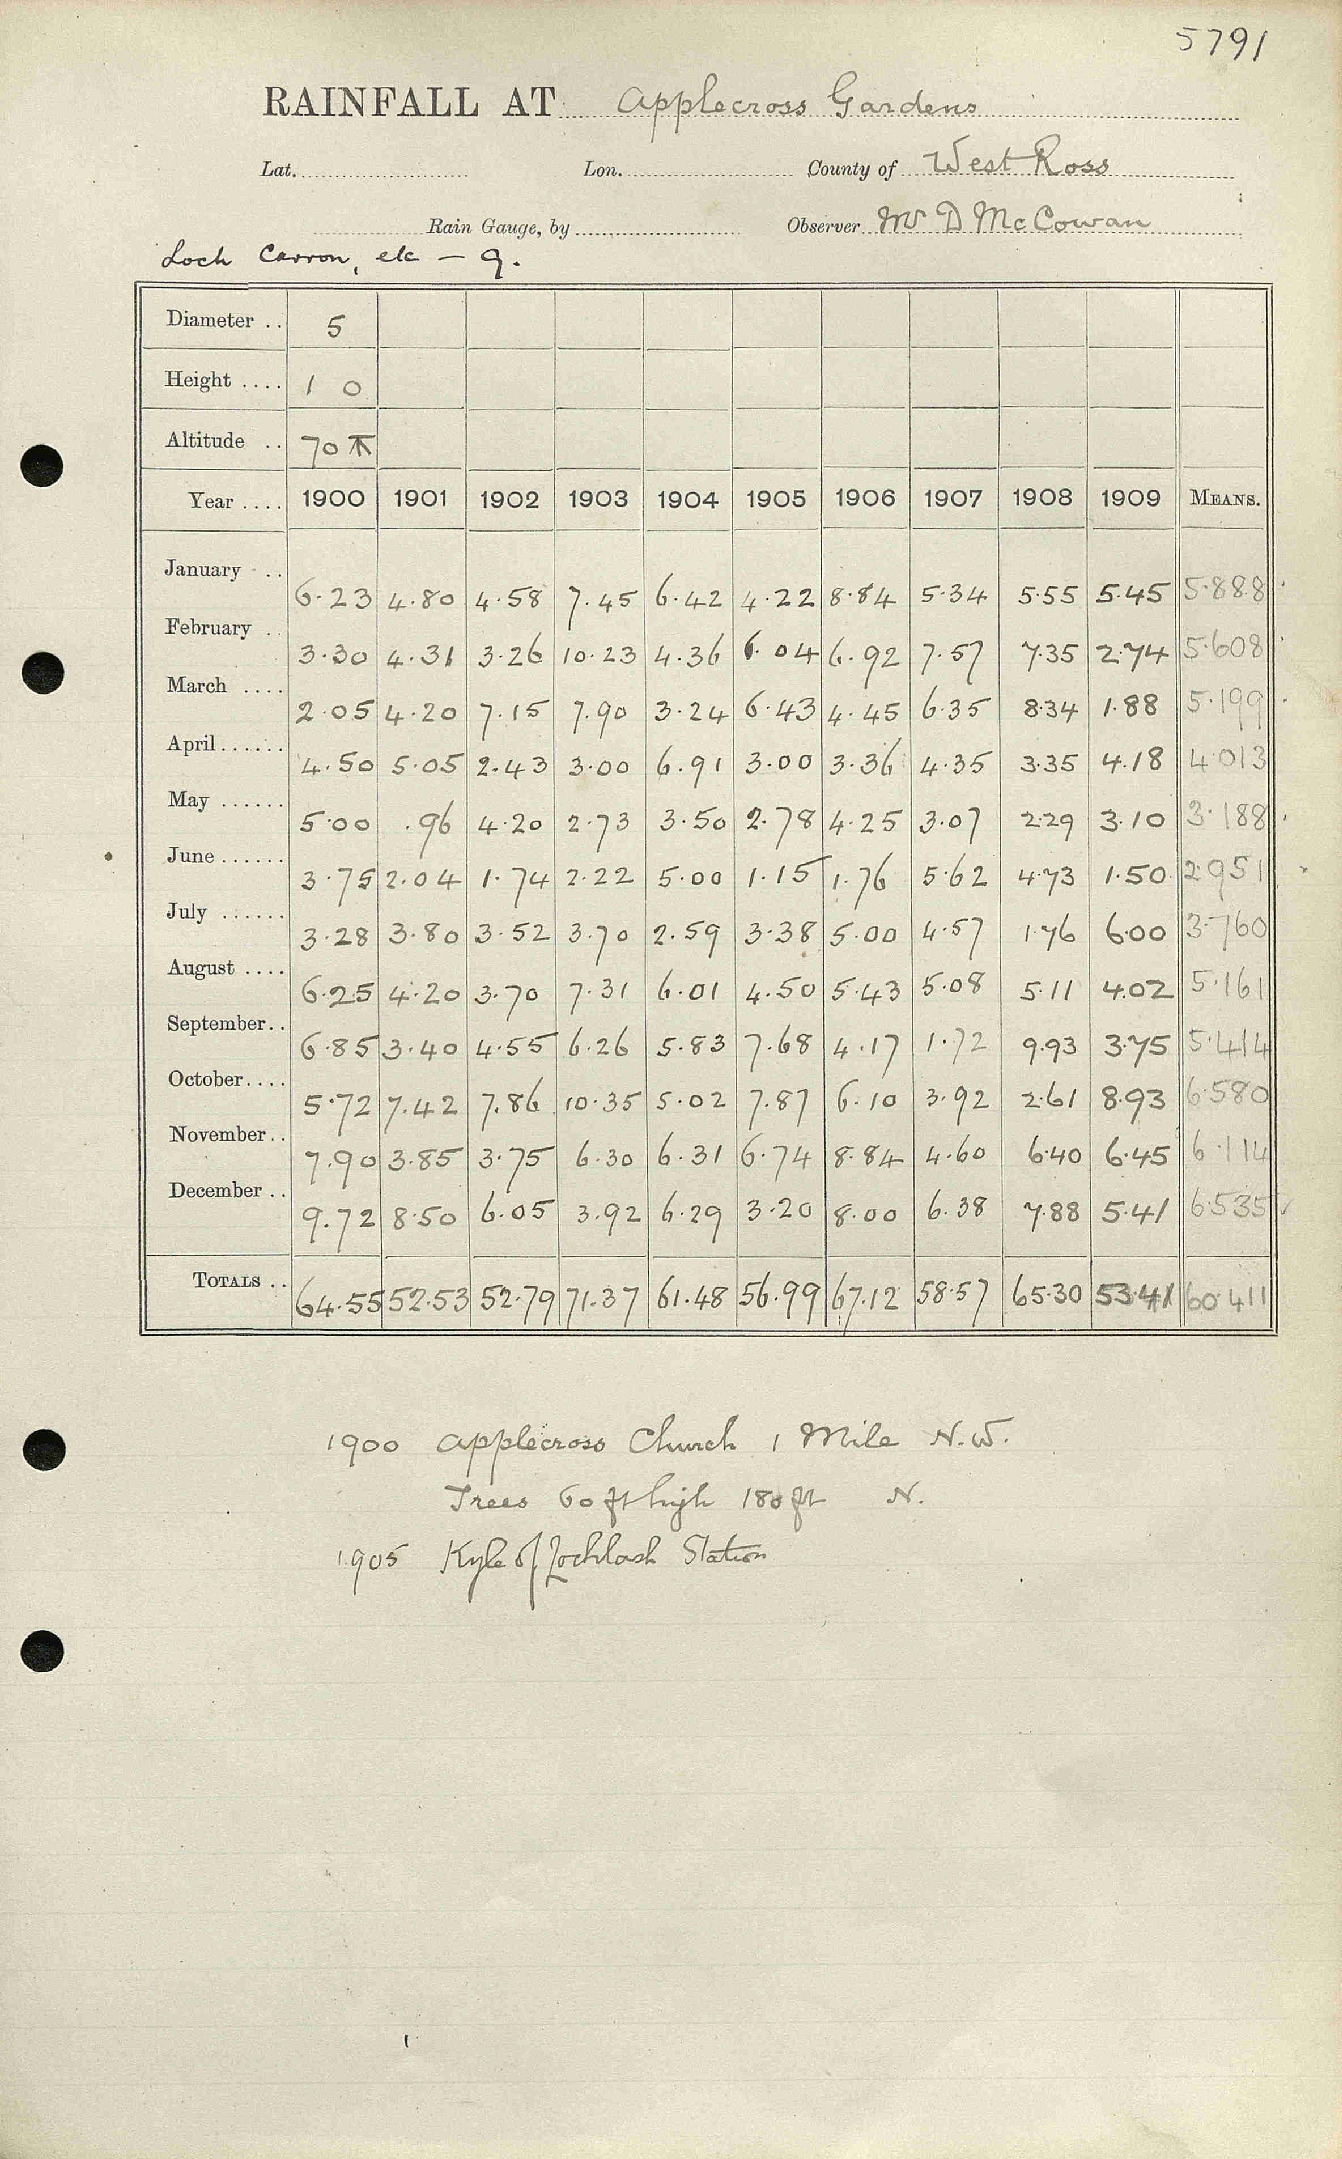 5791
RAINFALL AT Applecross Gardens
Lat. Lon. County of West Ross
Rain Gauge, by Observer Mr D McCowan
Loch Carron, etc — 9.
Diameter .. 5
Height .... 1 0
Altitude .. 70
Year .... 1900 1901 1902 1903 1904 1905 1906 1907 1908 1909 MEANS.
January .. 6.23 4.80 4.58 7.45 6.42 4.22 8.84 5.34 5.55 5.45 5.888
February .. 3.30 4.31 3.26 10.23 4.36 6.04 6.92 7.57 7.35 2.74 5.608
March .... 2.05 4.20 7.15 7.90 3.24 6.43 4.45 6.35 8.34 1.88 5.199
April ...... 4.50 5.05 2.43 3.00 6.91 3.00 3.36 4.35 3.35 4.18 4.013
May ...... 5.00 .96 4.20 2.73 3.50 2.78 4.25 3.07 2.29 3.10 3.188
June ...... 3.75 2.04 1.74 2.22 5.00 1.15 1.76 5.62 4.73 1.50 2.951
July ...... 3.28 3.80 3.52 3.70 2.59 3.38 5.00 4.57 1.76 6.00 3.760
August .... 6.25 4.20 3.70 7.31 6.01 4.50 5.43 5.08 5.11 4.02 5.161
September.. 6.85 3.40 4.55 6.26 5.83 7.68 4.17 1.72 9.93 3.75 5.414
October.... 5.72 7.42 7.86 10.35 5.02 7.87 6.10 3.92 2.61 8.93 6.580
November.. 7.90 3.85 3.75 6.30 6.31 6.74 8.84 4.60 6.40 6.45 6.114
December .. 9.72 8.50 6.05 3.92 6.29 3.20 8.00 6.38 7.88 5.41 6.535
TOTALS .. 64.55 52.53 52.79 71.37 61.48 56.99 67.12 58.57 65.30 53.41 60.411
1900 Applecross Church 1 Mile N.W.
Trees 60 ft high 180 ft N.
1905 Kyle of Lochlash Station